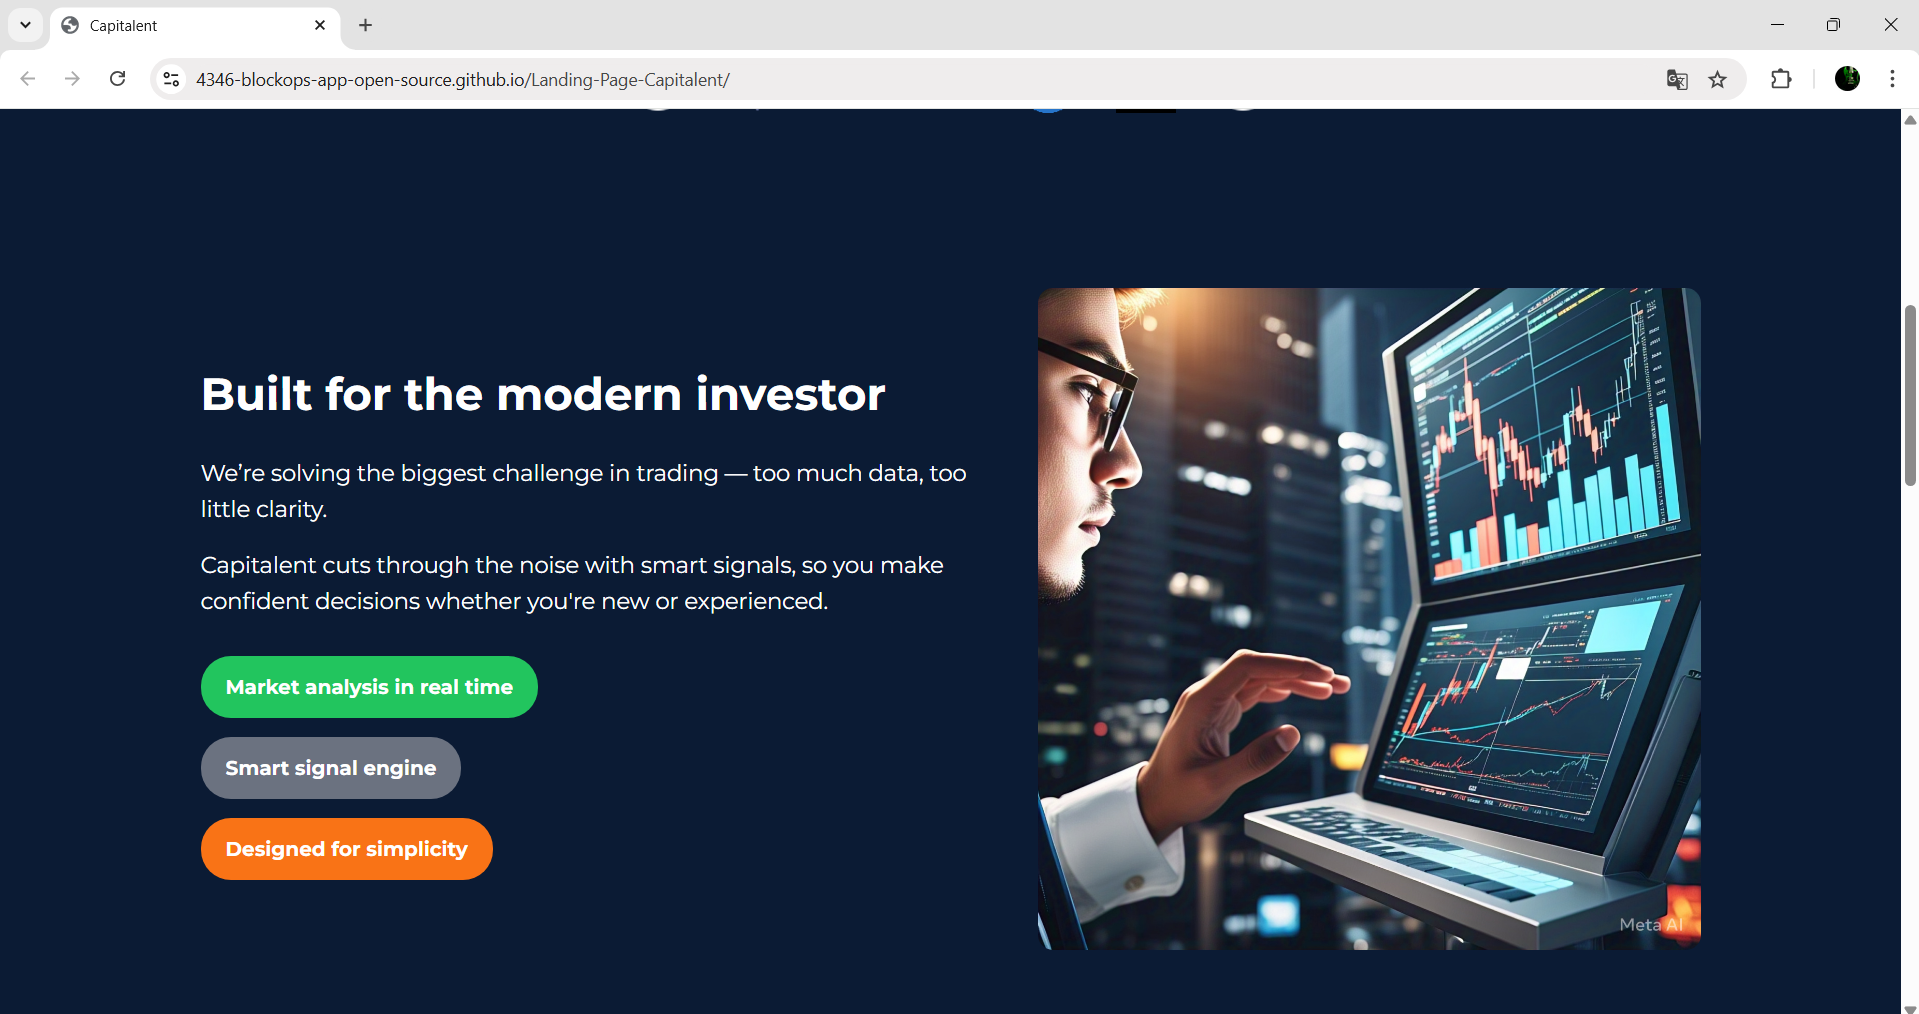 Capitalent
4346-blockops-app-open-source.github.io/Landing-Page-Capitalent/
Built for the modern investor
We’re solving the biggest challenge in trading — too much data, too
little clarity.
Capitalent cuts through the noise with smart signals, so you make
confident decisions whether you're new or experienced.
Market analysis in real time
Smart signal engine
Designed for simplicity
Meta AI